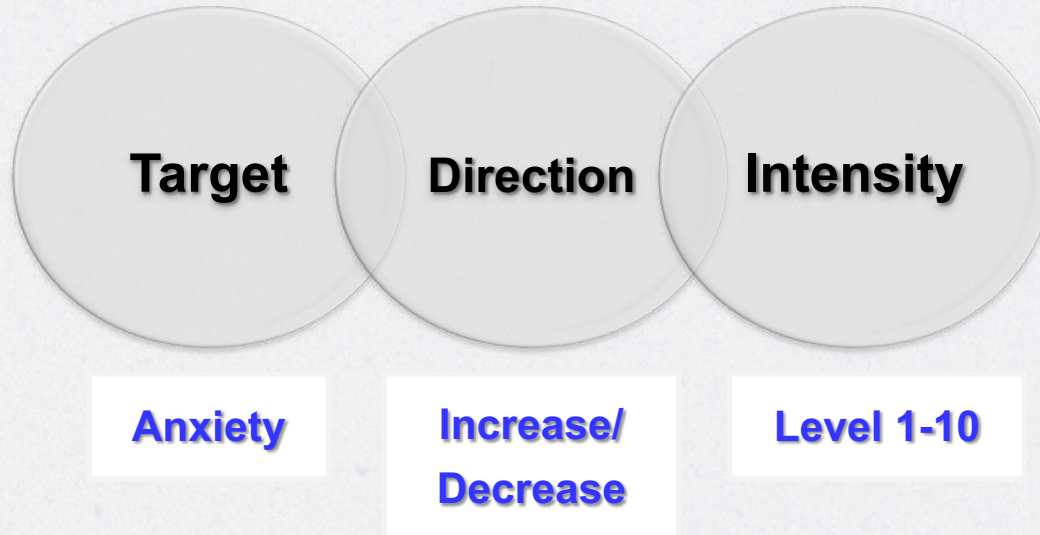 Target
Direction
Intensity
Anxiety
Increase/
Decrease
Level 1-10